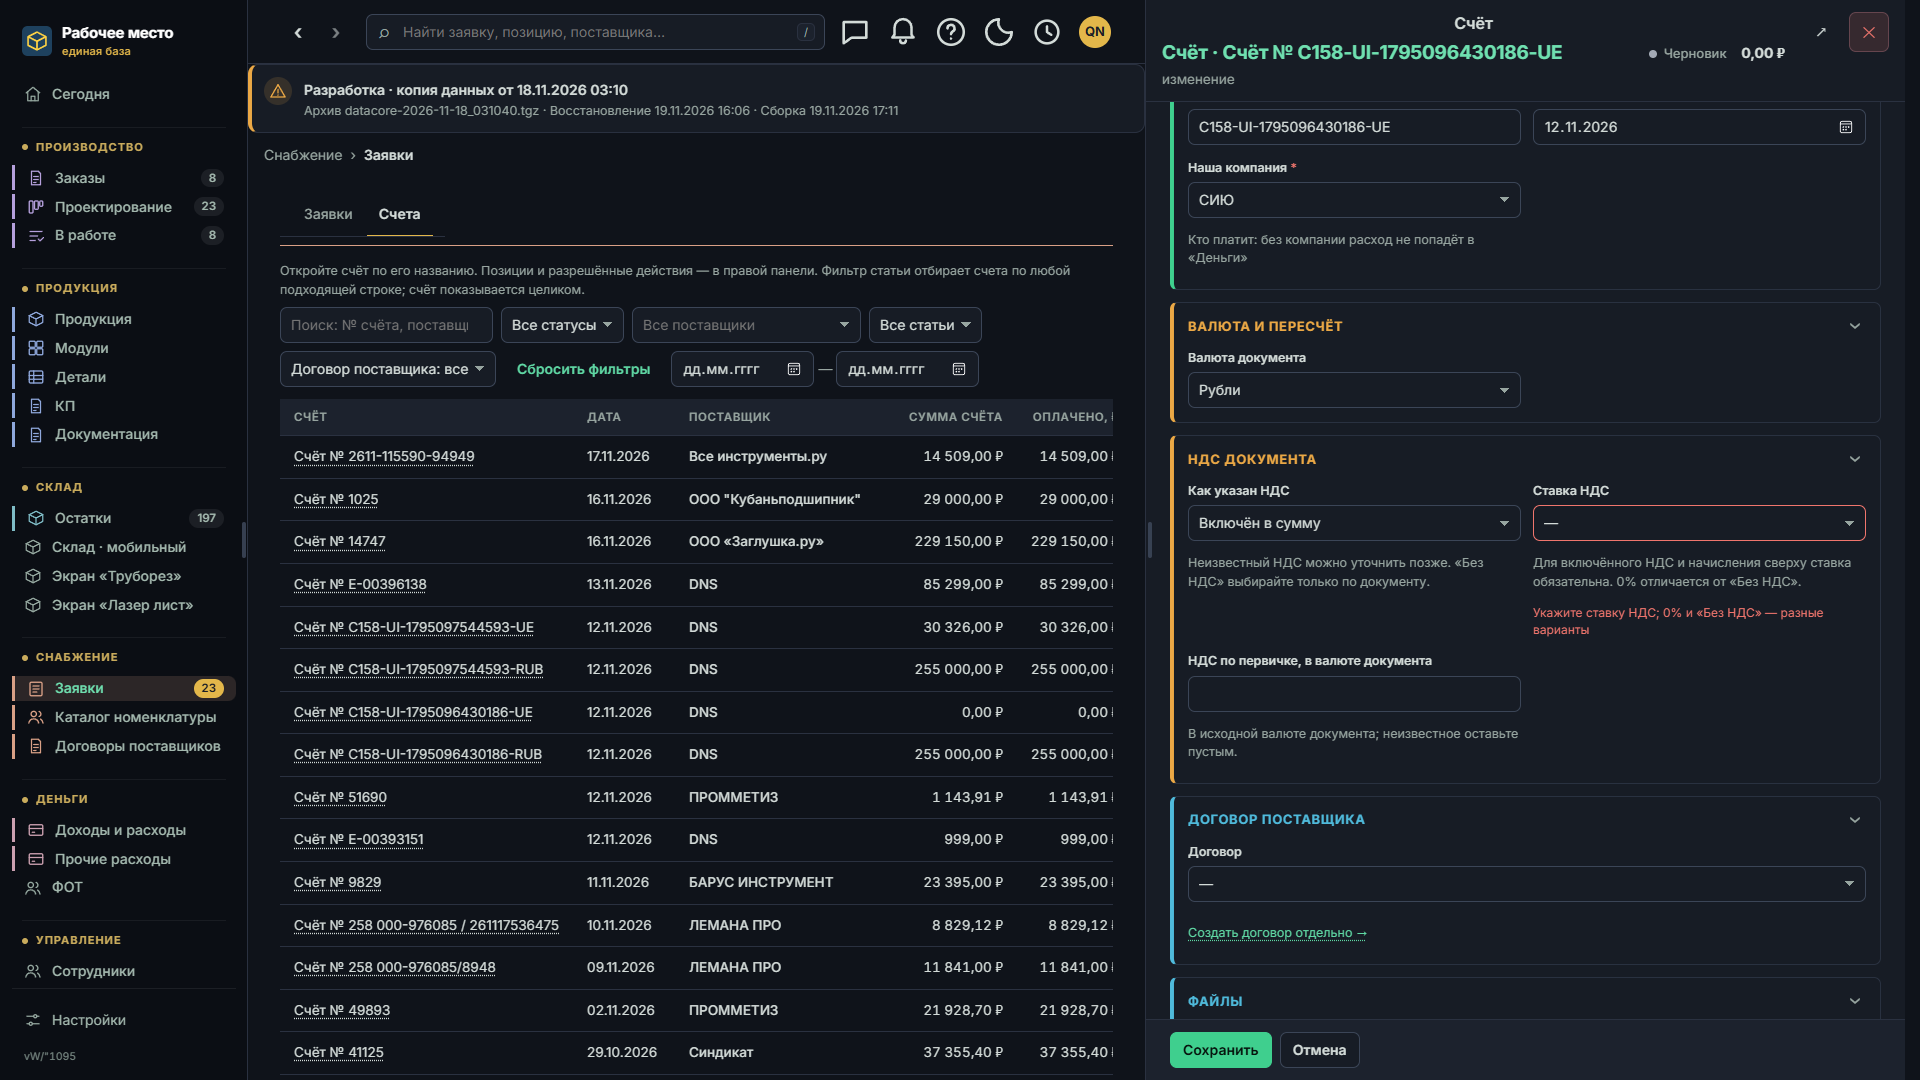 Рабочее место
единая база
Сегодня
ПРОИЗВОДСТВО
Заказы 8
Проектирование 23
В работе 8
ПРОДУКЦИЯ
Продукция
Модули
Детали
КП
Документация
СКЛАД
Остатки 197
Склад · мобильный
Экран «Труборез»
Экран «Лазер лист»
СНАБЖЕНИЕ
Заявки 23
Каталог номенклатуры
Договоры поставщиков
ДЕНЬГИ
Доходы и расходы
Прочие расходы
ФОТ
УПРАВЛЕНИЕ
Сотрудники
Настройки
vW/"1095
Найти заявку, позицию, поставщика... /
QN
Разработка · копия данных от 18.11.2026 03:10
Архив datacore-2026-11-18_031040.tgz · Восстановление 19.11.2026 16:06 · Сборка 19.11.2026 17:11
Снабжение › Заявки
Заявки Счета
Откройте счёт по его названию. Позиции и разрешённые действия — в правой панели. Фильтр статьи отбирает счета по любой
подходящей строке; счёт показывается целиком.
Поиск: № счёта, поставщи Все статусы Все поставщики Все статьи
Договор поставщика: все Сбросить фильтры дд.мм.гггг — дд.мм.гггг
СЧЁТ ДАТА ПОСТАВЩИК СУММА СЧЁТА ОПЛАЧЕНО,
Счёт № 2611-115590-94949 17.11.2026 Все инструменты.ру 14 509,00 ₽ 14 509,00
Счёт № 1025 16.11.2026 ООО "Кубаньподшипник" 29 000,00 ₽ 29 000,00
Счёт № 14747 16.11.2026 ООО «Заглушка.ру» 229 150,00 ₽ 229 150,00
Счёт № Е-00396138 13.11.2026 DNS 85 299,00 ₽ 85 299,00
Счёт № C158-UI-1795097544593-UE 12.11.2026 DNS 30 326,00 ₽ 30 326,00
Счёт № C158-UI-1795097544593-RUB 12.11.2026 DNS 255 000,00 ₽ 255 000,00
Счёт № C158-UI-1795096430186-UE 12.11.2026 DNS 0,00 ₽ 0,00
Счёт № C158-UI-1795096430186-RUB 12.11.2026 DNS 255 000,00 ₽ 255 000,00
Счёт № 51690 12.11.2026 ПРОММЕТИЗ 1 143,91 ₽ 1 143,91
Счёт № Е-00393151 12.11.2026 DNS 999,00 ₽ 999,00
Счёт № 9829 11.11.2026 БАРУС ИНСТРУМЕНТ 23 395,00 ₽ 23 395,00
Счёт № 258 000-976085 / 261117536475 10.11.2026 ЛЕМАНА ПРО 8 829,12 ₽ 8 829,12
Счёт № 258 000-976085/8948 09.11.2026 ЛЕМАНА ПРО 11 841,00 ₽ 11 841,00
Счёт № 49893 02.11.2026 ПРОММЕТИЗ 21 928,70 ₽ 21 928,70
Счёт № 41125 29.10.2026 Синдикат 37 355,40 ₽ 37 355,40
Счёт
Счёт · Счёт № C158-UI-1795096430186-UE
Черновик 0,00 ₽
изменение
C158-UI-1795096430186-UE 12.11.2026
Наша компания *
СИЮ
Кто платит: без компании расход не попадёт в
«Деньги»
ВАЛЮТА И ПЕРЕСЧЁТ
Валюта документа
Рубли
НДС ДОКУМЕНТА
Как указан НДС Ставка НДС
Включён в сумму —
Неизвестный НДС можно уточнить позже. «Без
НДС» выбирайте только по документу.
Для включённого НДС и начисления сверху ставка
обязательна. 0% отличается от «Без НДС».
Укажите ставку НДС; 0% и «Без НДС» — разные
варианты
НДС по первичке, в валюте документа
В исходной валюте документа; неизвестное оставьте
пустым.
ДОГОВОР ПОСТАВЩИКА
Договор
—
Создать договор отдельно →
ФАЙЛЫ
Сохранить Отмена